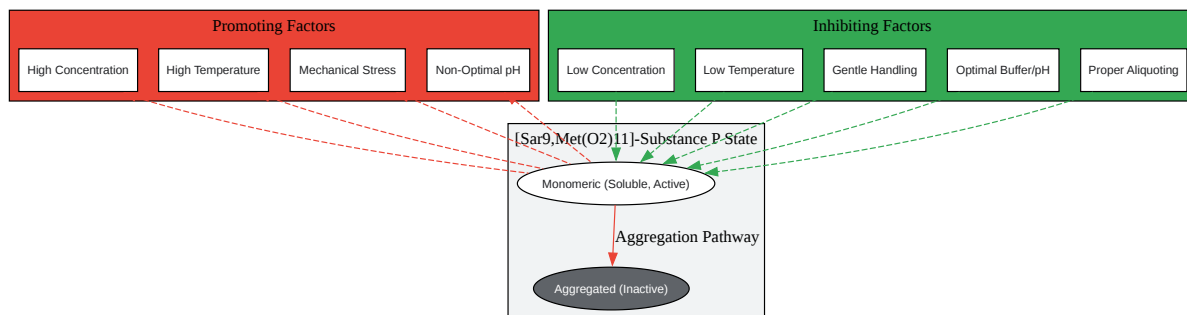 Promoting Factors
High Concentration
High Temperature
Mechanical Stress
Non-Optimal pH
Inhibiting Factors
Low Concentration
Low Temperature
Gentle Handling
Optimal Buffer/pH
Proper Aliquoting
[Sar9,Met(O2)11]-Substance P State
Monomeric (Soluble, Active)
Aggregation Pathway
Aggregated (Inactive)